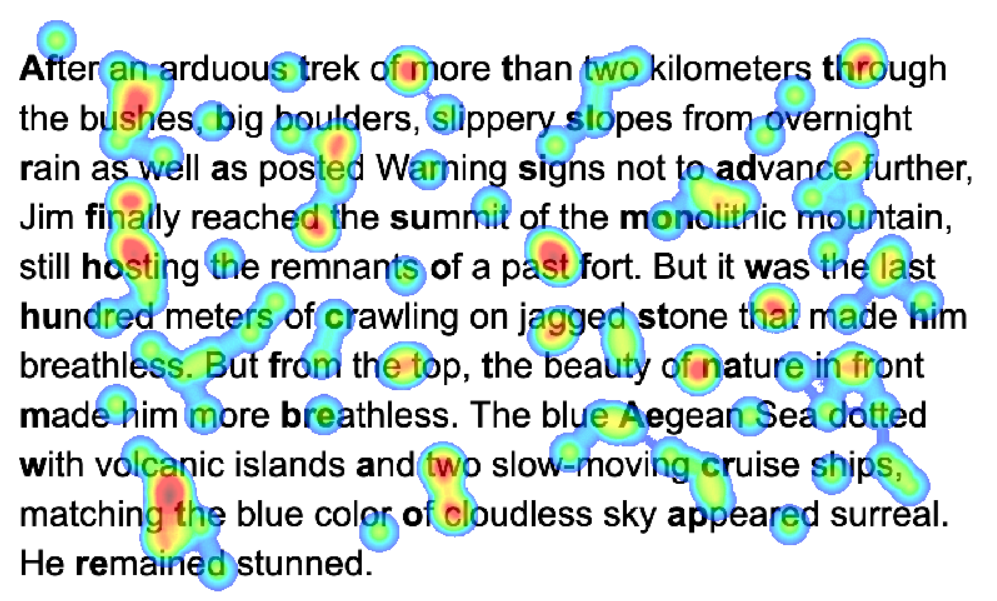 After an arduous trek of more than two kilometers through
the bushes, big boulders, slippery slopes from overnight
rain as well as posted Warning signs not to advance further,
Jim finally reached the summit of the monolithic mountain,
still hosting the remnants of a past fort. But it was the last
hundred meters of crawling on jagged stone that made him
breathless. But from the top, the beauty of nature in front
made him more breathless. The blue Aegean Sea dotted
with volcanic islands and two slow-moving cruise ships,
matching the blue color of cloudless sky appeared surreal.
He remained stunned.